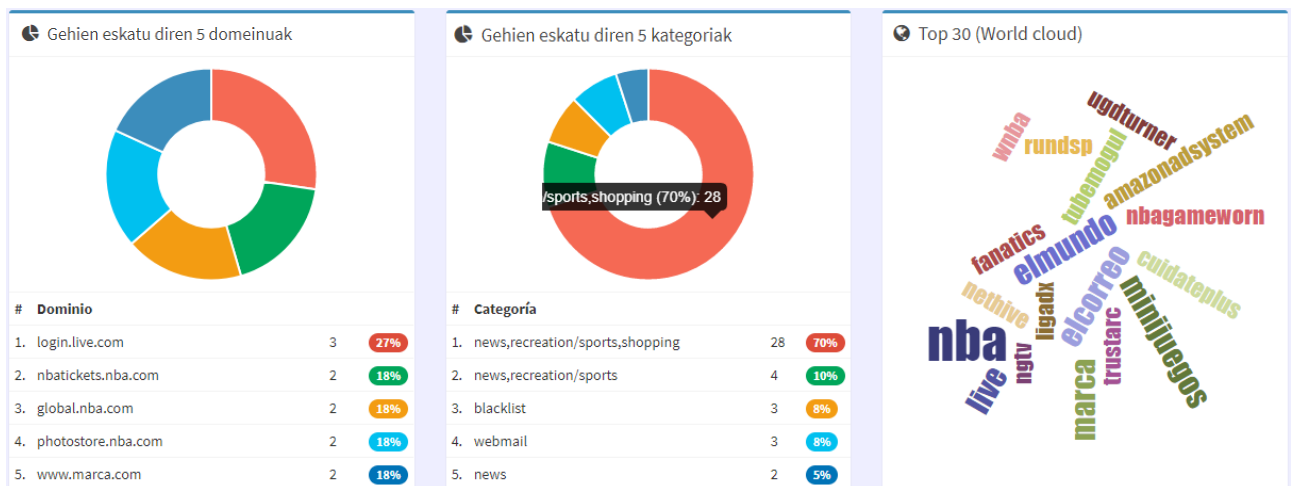 Gehien eskatu diren 5 domeinuak
# Dominio
1. login.live.com 3 27%
2. nbatickets.nba.com 2 18%
3. global.nba.com 2 18%
4. photostore.nba.com 2 18%
5. www.marca.com 2 18%
Gehien eskatu diren 5 kategoriak
/sports,shopping (70%): 28
# Categoría
1. news,recreation/sports,shopping 28 70%
2. news,recreation/sports 4 10%
3. blacklist 3 8%
4. webmail 3 8%
5. news 2 5%
Top 30 (World cloud)
ugdturner
wnba
rundsp
tubemogul
amazonadsystem
nbagameworn
fanatics
elmundo
elcorreo
cuidateplus
nethive
ligadx
minijuegos
nba
ngtv
trustarc
live
marca